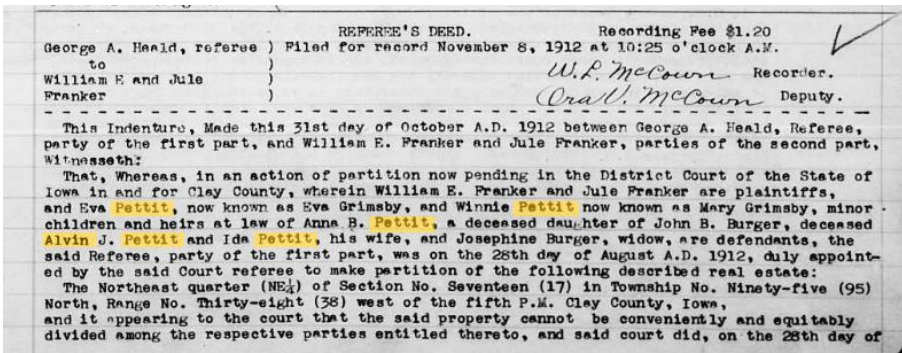 REFEREE'S DEED. Recording Fee $1.20
George A. Heald, referee ) Filed for record November 8, 1912 at 10:25 o'clock A.M.
to )
William E and Jule ) W. L. McCown Recorder.
Franker ) Ora V. McCown Deputy.
This Indenture, Made this 31st day of October A.D. 1912 between George A. Heald, Referee,
party of the first part, and William E. Franker and Jule Franker, parties of the second part,
Witnesseth:
That, Whereas, in an action of partition now pending in the District Court of the State of
Iowa in and for Clay County, wherein William E. Franker and Jule Franker are plaintiffs,
and Eva Pettit, now known as Eva Grimsby, and Winnie Pettit now known as Mary Grimsby, minor
children and heirs at law of Anna B. Pettit, a deceased daughter of John B. Burger, deceased
Alvin J. Pettit and Ida Pettit, his wife, and Josephine Burger, widow, are defendants, the
said Referee, party of the first part, was on the 28th day of August A.D. 1912, duly appoint-
ed by the said Court referee to make partition of the following described real estate:
The Northeast quarter (NE¼) of Section No. Seventeen (17) in Township No. Ninety-five (95)
North, Range No. Thirty-eight (38) west of the fifth P.M. Clay County, Iowa,
and it appearing to the court that the said property cannot be conveniently and equitably
divided among the respective parties entitled thereto, and said court did, on the 28th day of